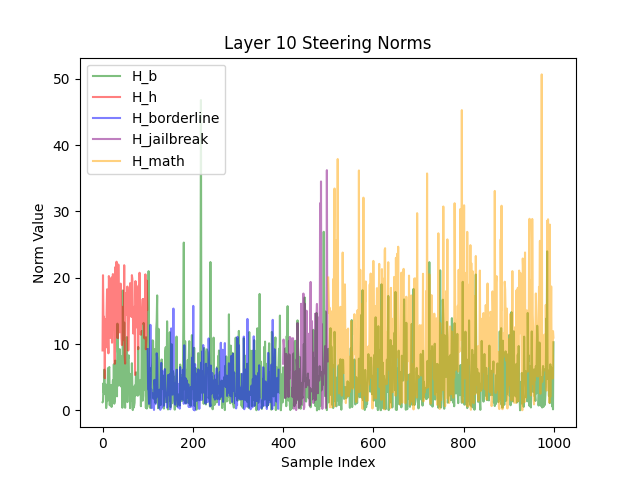 Layer 10 Steering Norms
H_b
H_h
H_borderline
H_jailbreak
H_math
Norm Value
50
40
30
20
10
0
0
200
400
600
800
1000
Sample Index